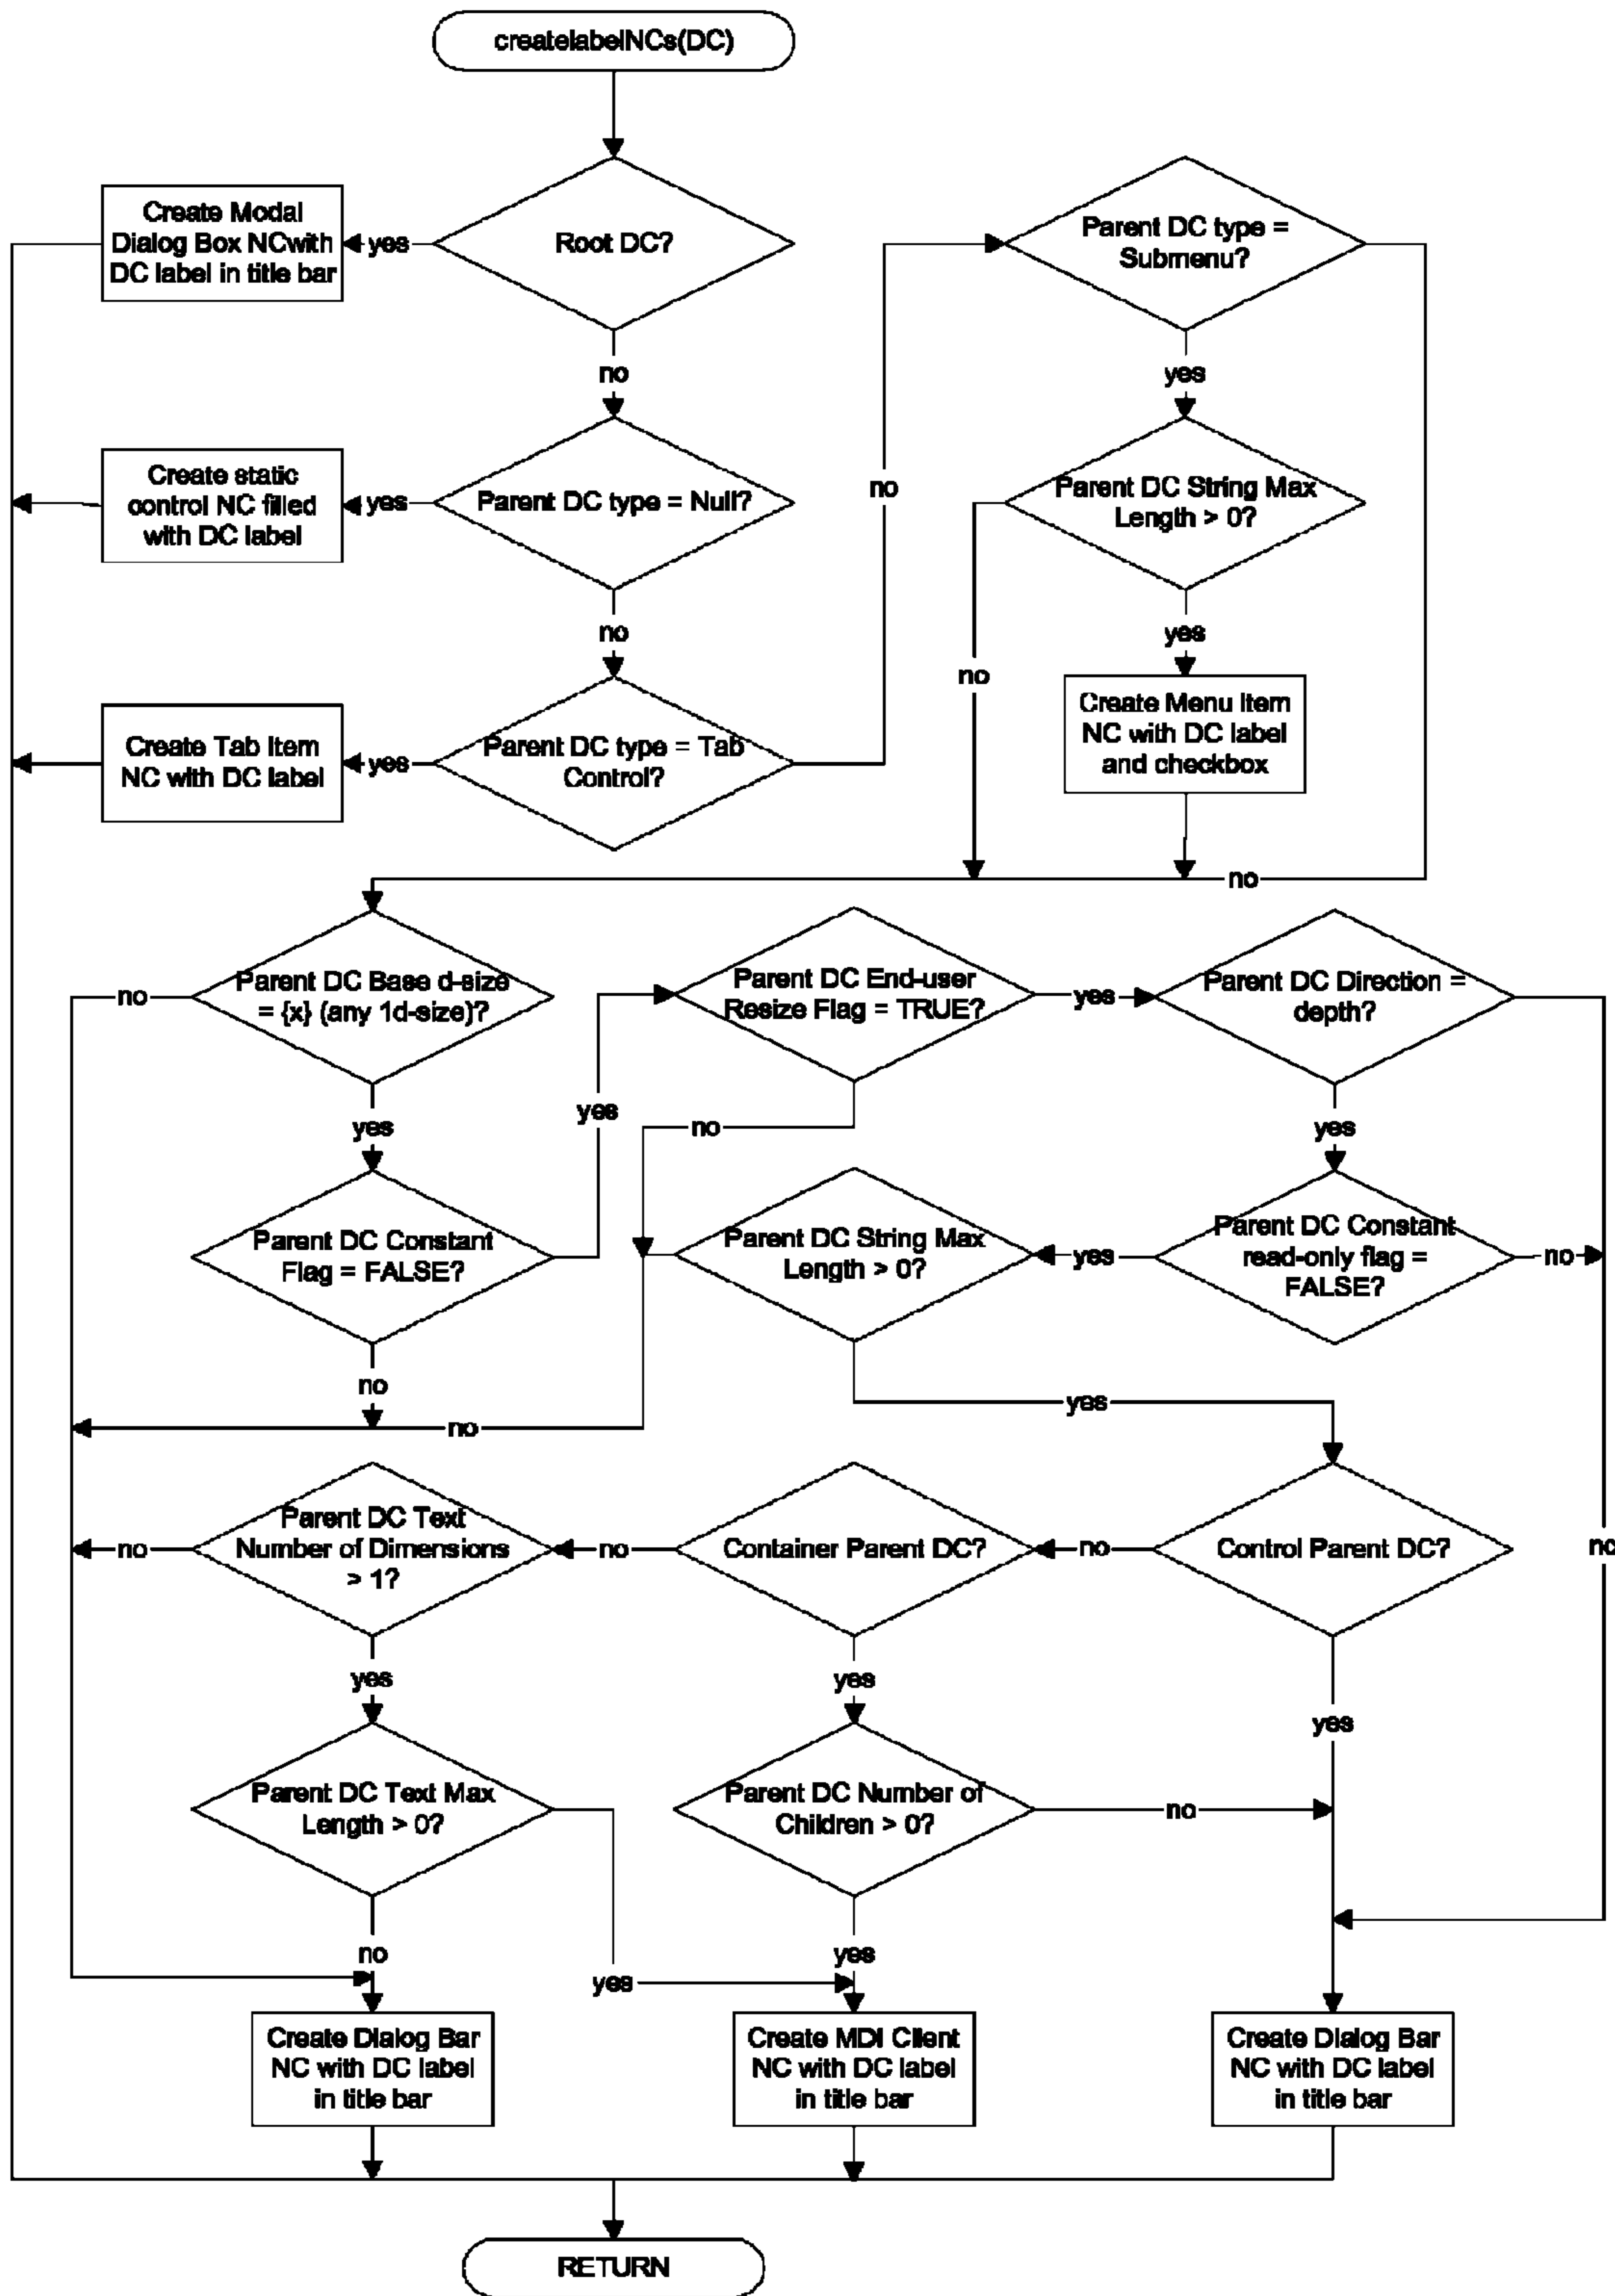 createlabelNCs(DC)
Create Modal
Dialog Box NCwith
DC label in title bar
yes
Root DC?
Parent DC type =
Submenu?
no
yes
Create static
control NC filled
with DC label
yes
Parent DC type = Null?
no
Parent DC String Max
Length > 0?
no
yes
no
Create Tab Item
NC with DC label
yes
Parent DC type = Tab
Control?
Create Menu Item
NC with DC label
and checkbox
no
no
Parent DC Base d-size
= {x} (any 1d-size)?
Parent DC End-user
Resize Flag = TRUE?
yes
Parent DC Direction =
depth?
yes
yes
no
yes
Parent DC Constant
Flag = FALSE?
Parent DC String Max
Length > 0?
yes
Parent DC Constant
read-only flag =
FALSE?
no
no
yes
no
Parent DC Text
Number of Dimensions
> 1?
no
no
Container Parent DC?
no
Control Parent DC?
no
yes
yes
yes
Parent DC Text Max
Length > 0?
Parent DC Number of
Children > 0?
no
no
yes
yes
Create Dialog Bar
NC with DC label
in title bar
Create MDI Client
NC with DC label
in title bar
Create Dialog Bar
NC with DC label
in title bar
RETURN